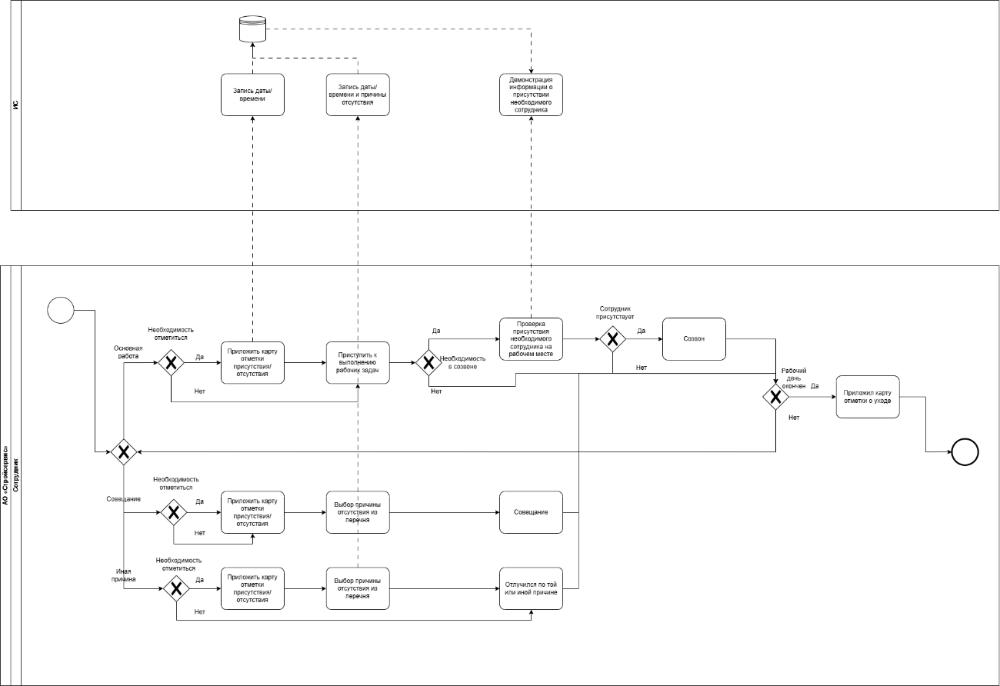 ИС
Запись даты/
времени
Запись даты/
времени и причины
отсутствия
Демонстрация
информации о
присутствии
необходимого
сотрудника
АО «Стройсервис»
Сотрудник
Основная
работа
Необходимость
отметиться
Да
Нет
Приложить карту
отметки
присутствия/
отсутствия
Приступить к
выполнению
рабочик задач
Да
Необходимость
в созвоне
Нет
Проверка
присутствия
необходимого
сотрудника на
рабочем месте
Сотрудник
присутствует
Да
Нет
Созвон
Рабочий
день
окончен
Да
Нет
Приложил карту
отметки о уходе
Совещание
Необходимость
отметиться
Да
Нет
Приложить карту
отметки
присутствия/
отсутствия
Выбор причины
отсутствия из
перечня
Совещание
Иная
причина
Необходимость
отметиться
Да
Нет
Приложить карту
отметки
присутствия/
отсутствия
Выбор причины
отсутствия из
перечня
Отлучился по той
или иной причине